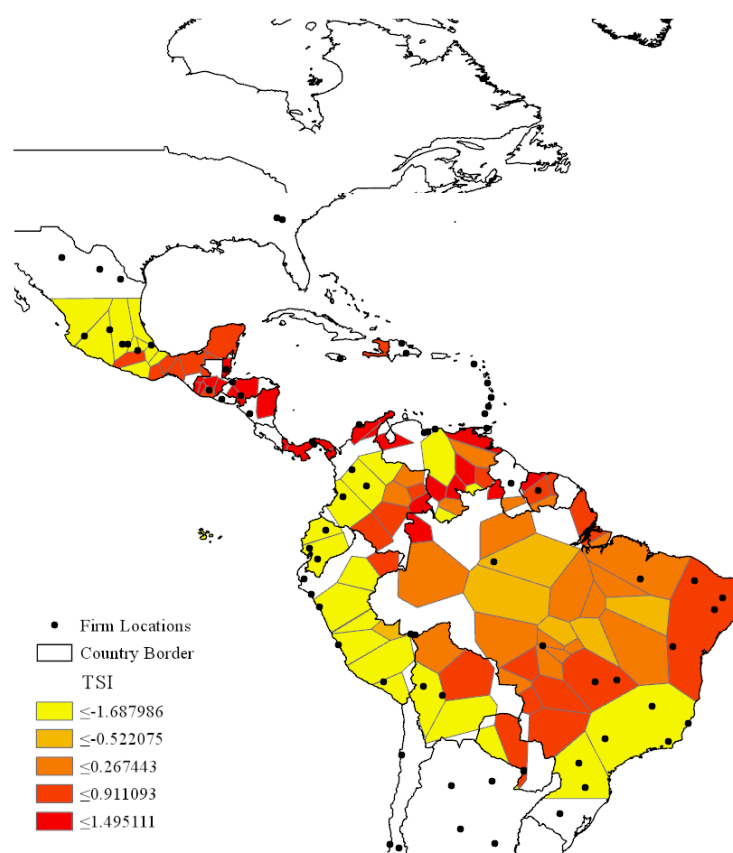 Firm Locations
Country Border
TSI
≤-1.687986
≤-0.522075
≤0.267443
≤0.911093
≤1.495111